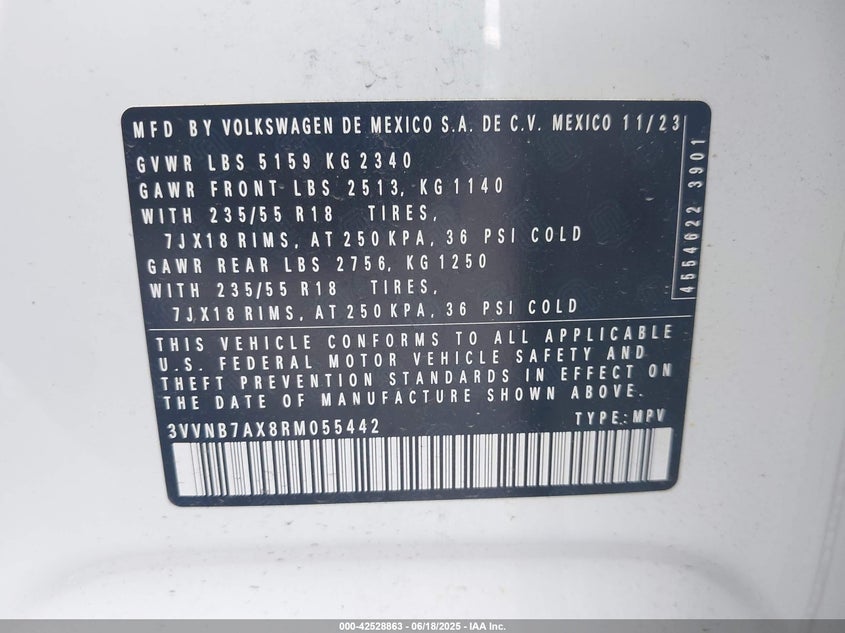 MFD BY VOLKSWAGEN DE MEXICO S.A. DE C.V. MEXICO 11/23
GVWR LBS 5159 KG 2340
GAWR FRONT LBS 2513, KG 1140
WITH 235/55 R18 TIRES,
7JX18 RIMS, AT 250 KPA, 36 PSI COLD
GAWR REAR LBS 2756, KG 1250
WITH 235/55 R18 TIRES,
7JX18 RIMS, AT 250 KPA, 36 PSI COLD
4554622 3901
THIS VEHICLE CONFORMS TO ALL APPLICABLE
U.S. FEDERAL MOTOR VEHICLE SAFETY AND
THEFT PREVENTION STANDARDS IN EFFECT ON
THE DATE OF MANUFACTURE SHOWN ABOVE.
3VVNB7AX8RM055442 TYPE: MPV
000-42528863 - 06/18/2025 - IAA Inc.